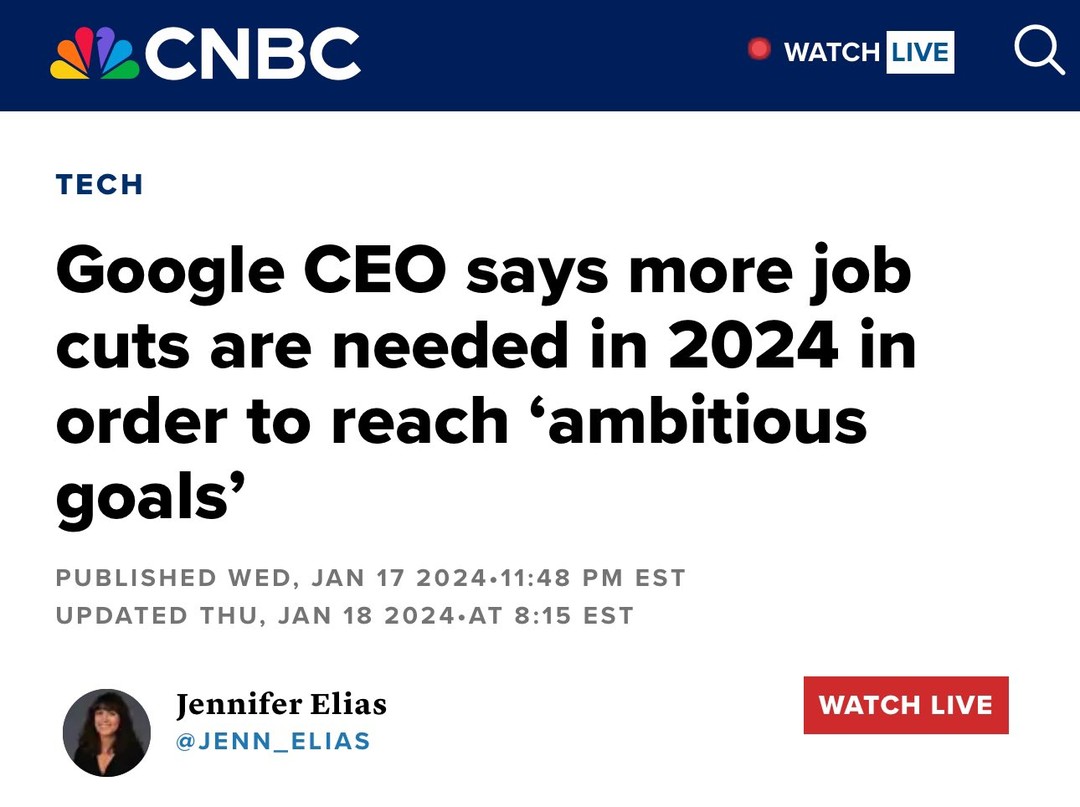 CNBC
WATCH LIVE
TECH
Google CEO says more job
cuts are needed in 2024 in
order to reach ‘ambitious
goals’
PUBLISHED WED, JAN 17 2024•11:48 PM EST
UPDATED THU, JAN 18 2024•AT 8:15 EST
Jennifer Elias
@JENN_ELIAS
WATCH LIVE